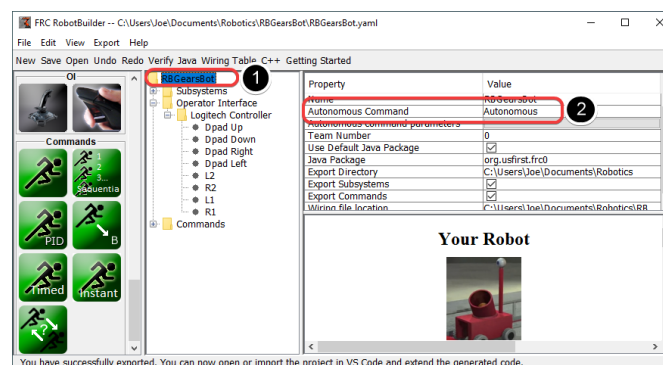 FRC RobotBuilder -- C:\Users\Joe\Documents\Robotics\RBGearsBot\RBGearsBot.yaml
File Edit View Export Help
New Save Open Undo Redo Verify Java Wiring Table C++ Getting Started
OI
Commands
1
2
3...
Sequentia
PID
B
Timed
Instant
?
RBGearsBot
1
Subsystems
Operator Interface
Logitech Controller
Dpad Up
Dpad Down
Dpad Right
Dpad Left
L2
R2
L1
R1
Commands
Property Value
Name RBGearsBot
Autonomous Command Autonomous
2
Autonomous command parameters
Team Number 0
Use Default Java Package
Java Package org.usfirst.frc0
Export Directory C:\Users\Joe\Documents\Robotics
Export Subsystems
Export Commands
Wiring file location C:\Users\Joe\Documents\Robotics\RB
Your Robot
You have successfully exported. You can now open or import the project in VS Code and extend the generated code.